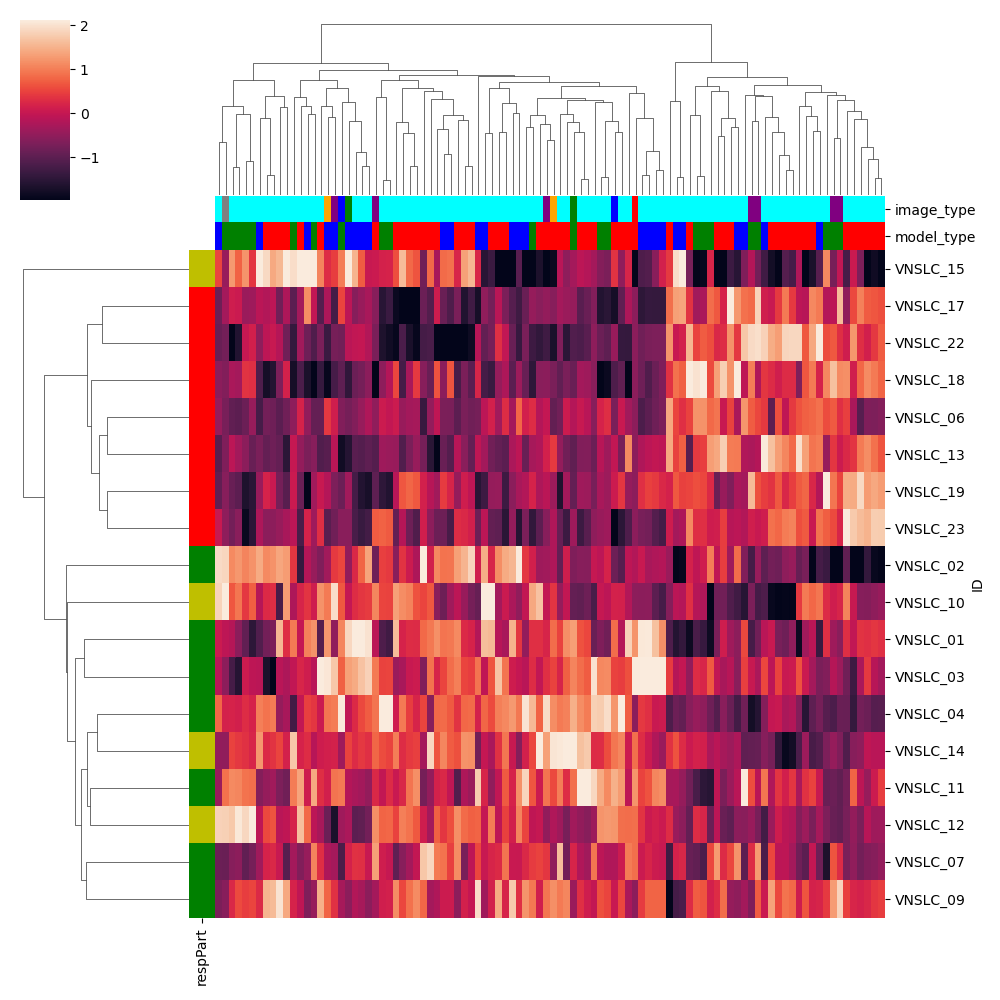 2
1
0
−1
image_type
model_type
VNSLC_15
VNSLC_17
VNSLC_22
VNSLC_18
VNSLC_06
VNSLC_13
VNSLC_19
VNSLC_23
VNSLC_02
VNSLC_10
VNSLC_01
VNSLC_03
VNSLC_04
VNSLC_14
VNSLC_11
VNSLC_12
VNSLC_07
VNSLC_09
ID
respPart